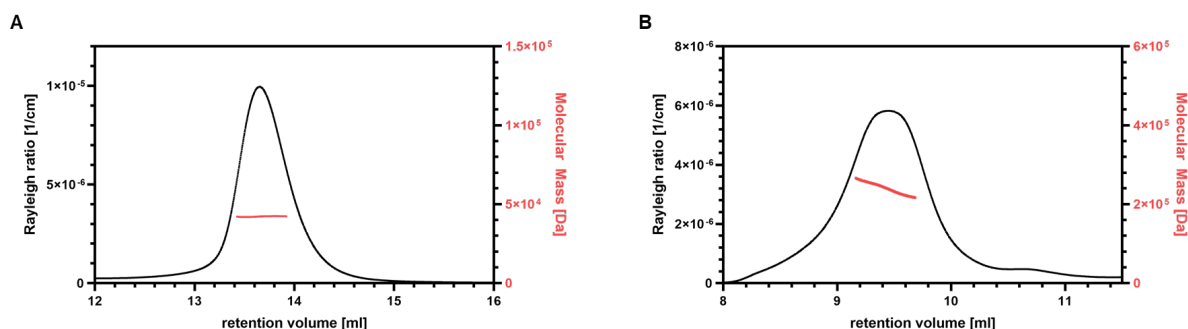 A
Rayleigh ratio [1/cm]
1×10⁻⁵
5×10⁻⁶
0
12 13 14 15 16
retention volume [ml]
1.5×10⁵
1×10⁵
5×10⁴
0
Molecular Mass [Da]
B
Rayleigh ratio [1/cm]
8×10⁻⁶
6×10⁻⁶
4×10⁻⁶
2×10⁻⁶
0
8 9 10 11
retention volume [ml]
6×10⁵
4×10⁵
2×10⁵
0
Molecular Mass [Da]